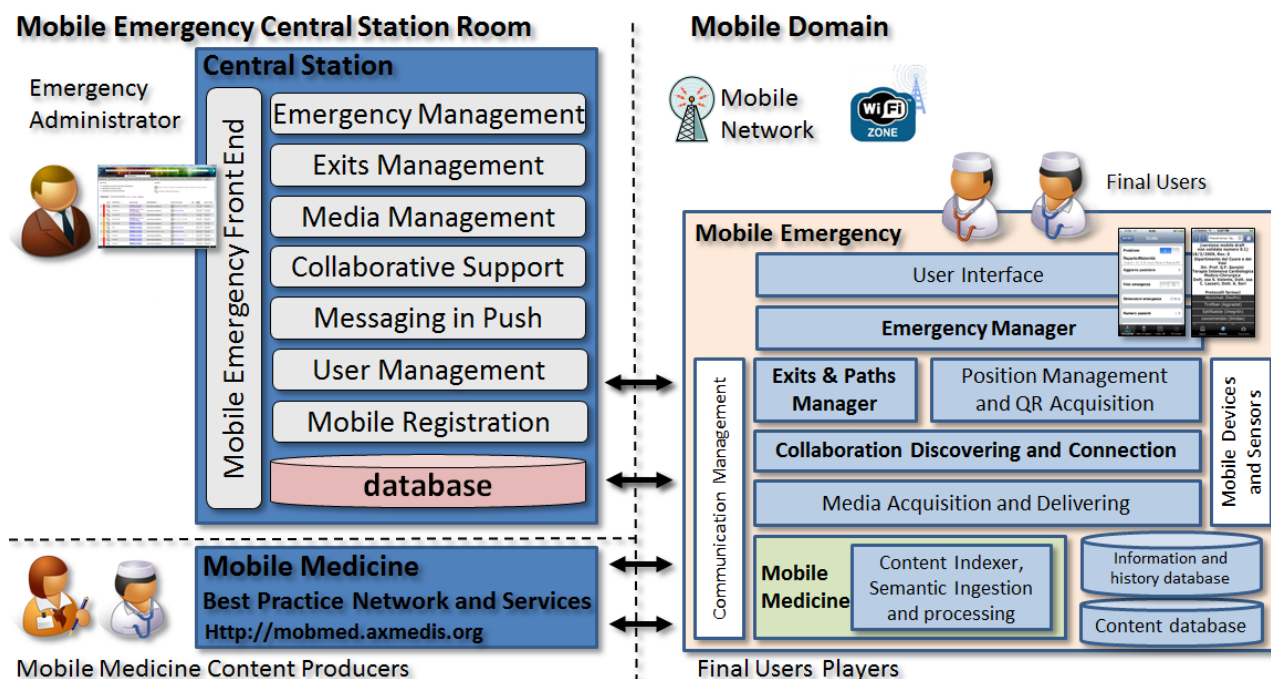 Mobile Emergency Central Station Room
Central Station
Emergency
Administrator
Mobile Emergency Front End
Emergency Management
Exits Management
Media Management
Collaborative Support
Messaging in Push
User Management
Mobile Registration
database
Mobile Medicine
Best Practice Network and Services
Http://mobmed.axmedis.org
Mobile Medicine Content Producers
Mobile Domain
Mobile
Network
Wi Fi
ZONE
Final Users
Mobile Emergency
User Interface
Emergency Manager
Communication Management
Exits & Paths
Manager
Position Management
and QR Acquisition
Mobile Devices
and Sensors
Collaboration Discovering and Connection
Media Acquisition and Delivering
Mobile
Medicine
Content Indexer,
Semantic Ingestion
and processing
Information and
history database
Content database
Final Users Players